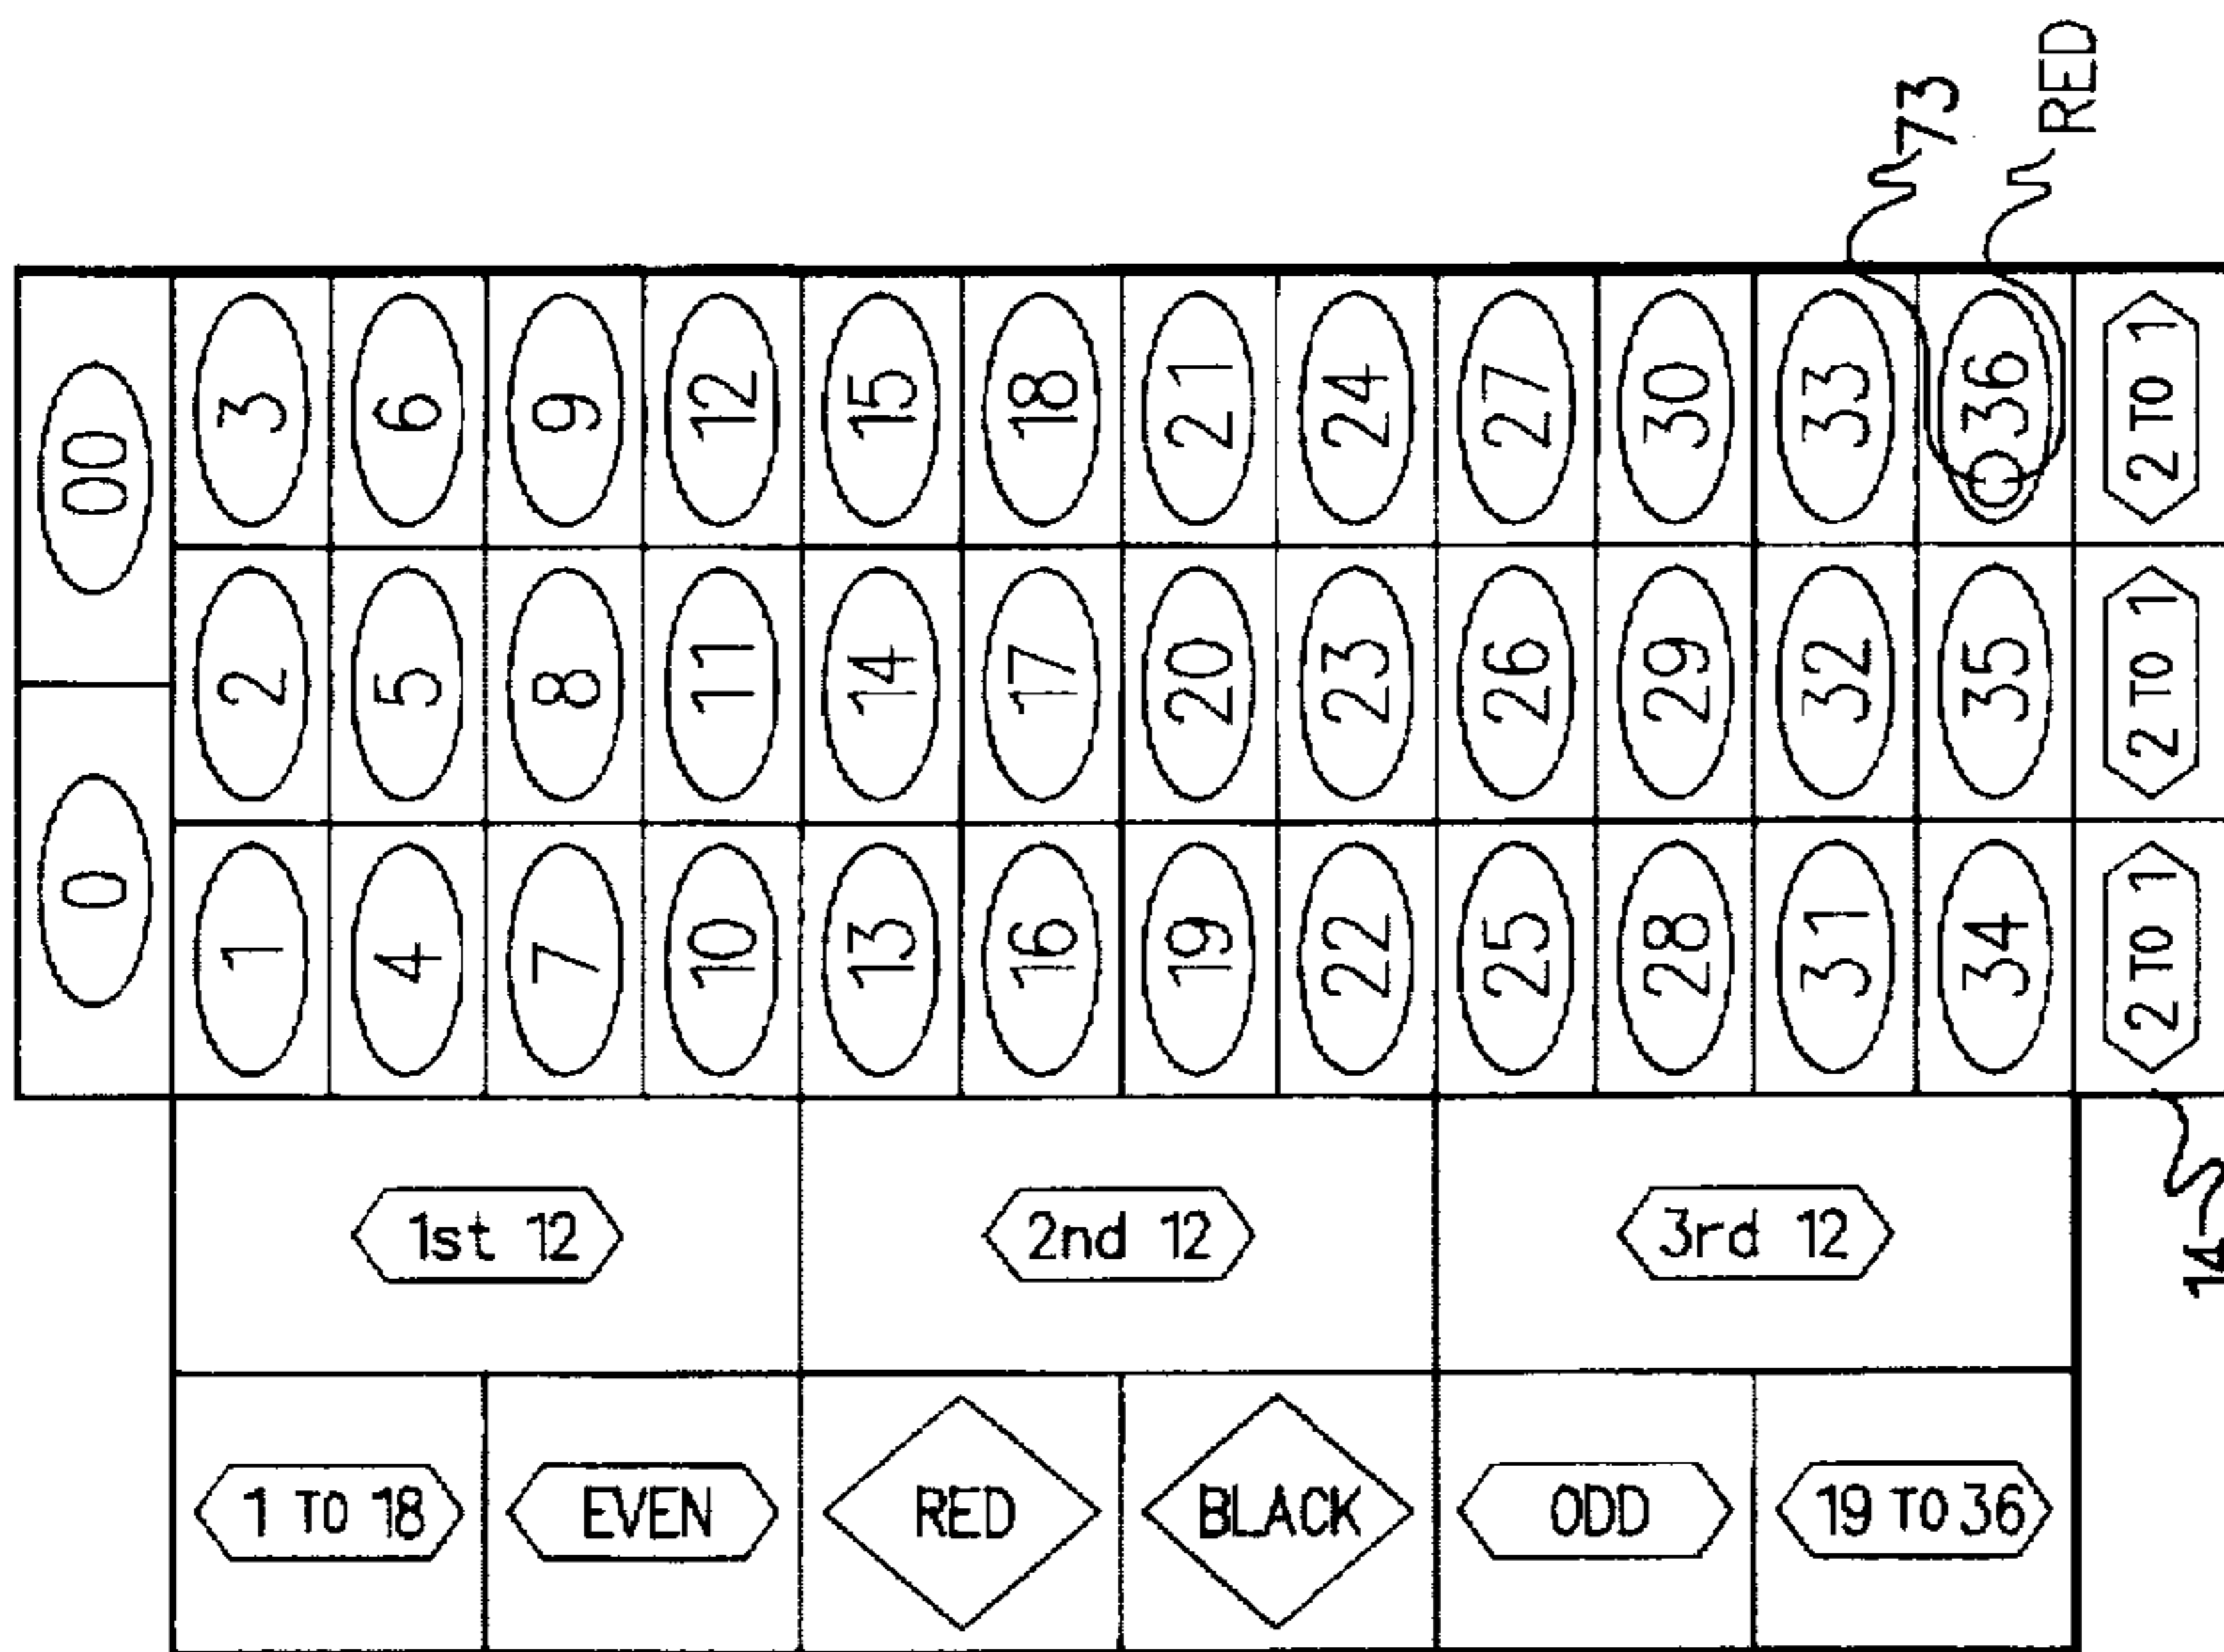 0 00
1 2 3
4 5 6
7 8 9
10 11 12
13 14 15
16 17 18
19 20 21
22 23 24
25 26 27
28 29 30
31 32 33
34 35 36
2 TO 1 2 TO 1 2 TO 1
1st 12 2nd 12 3rd 12
1 TO 18 EVEN RED BLACK ODD 19 TO 36
73
RED
14